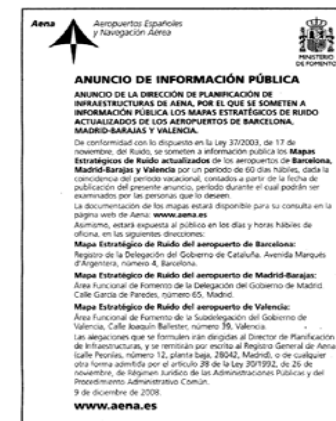 Aena
Aeropuertos Españoles
y Navegación Aérea
MINISTERIO
DE FOMENTO
ANUNCIO DE INFORMACIÓN PÚBLICA
ANUNCIO DE LA DIRECCIÓN DE PLANIFICACIÓN DE
INFRAESTRUCTURAS DE AENA, POR EL QUE SE SOMETEN A
INFORMACIÓN PÚBLICA LOS MAPAS ESTRATÉGICOS DE RUIDO
ACTUALIZADOS DE LOS AEROPUERTOS DE BARCELONA,
MADRID-BARAJAS Y VALENCIA.
De conformidad con lo dispuesto en la Ley 37/2003, de 17 de
noviembre, del Ruido, se someten a información pública los Mapas
Estratégicos de Ruido actualizados de los aeropuertos de Barcelona,
Madrid-Barajas y Valencia por un período de 60 días hábiles, dada la
coincidencia del período vacacional, contados a partir de la fecha de
publicación del presente anuncio, período durante el cual podrán ser
examinados por las personas que lo deseen.
La documentación de los mapas estará disponible para su consulta en la
página web de Aena: www.aena.es
Asimismo, estará expuesta al público en los días y horas hábiles de
oficina, en las siguientes direcciones:
Mapa Estratégico de Ruido del aeropuerto de Barcelona:
Registro de la Delegación del Gobierno de Cataluña. Avenida Marqués
d'Argentera, número 4, Barcelona.
Mapa Estratégico de Ruido del aeropuerto de Madrid-Barajas:
Área Funcional de Fomento de la Delegación del Gobierno de Madrid.
Calle García de Paredes, número 65, Madrid.
Mapa Estratégico de Ruido del aeropuerto de Valencia:
Área Funcional de Fomento de la Subdelegación del Gobierno de
Valencia, Calle Joaquín Ballester, número 39, Valencia.
Las alegaciones que se formulen irán dirigidas al Director de Planificación
de Infraestructuras, y se remitirán por escrito al Registro General de Aena
(calle Peonías, número 12, planta baja, 28042, Madrid), o de cualquier
otra forma admitida por el artículo 38 de la Ley 30/1992, de 26 de
noviembre, de Régimen Jurídico de las Administraciones Públicas y del
Procedimiento Administrativo Común.
9 de diciembre de 2008.
www.aena.es